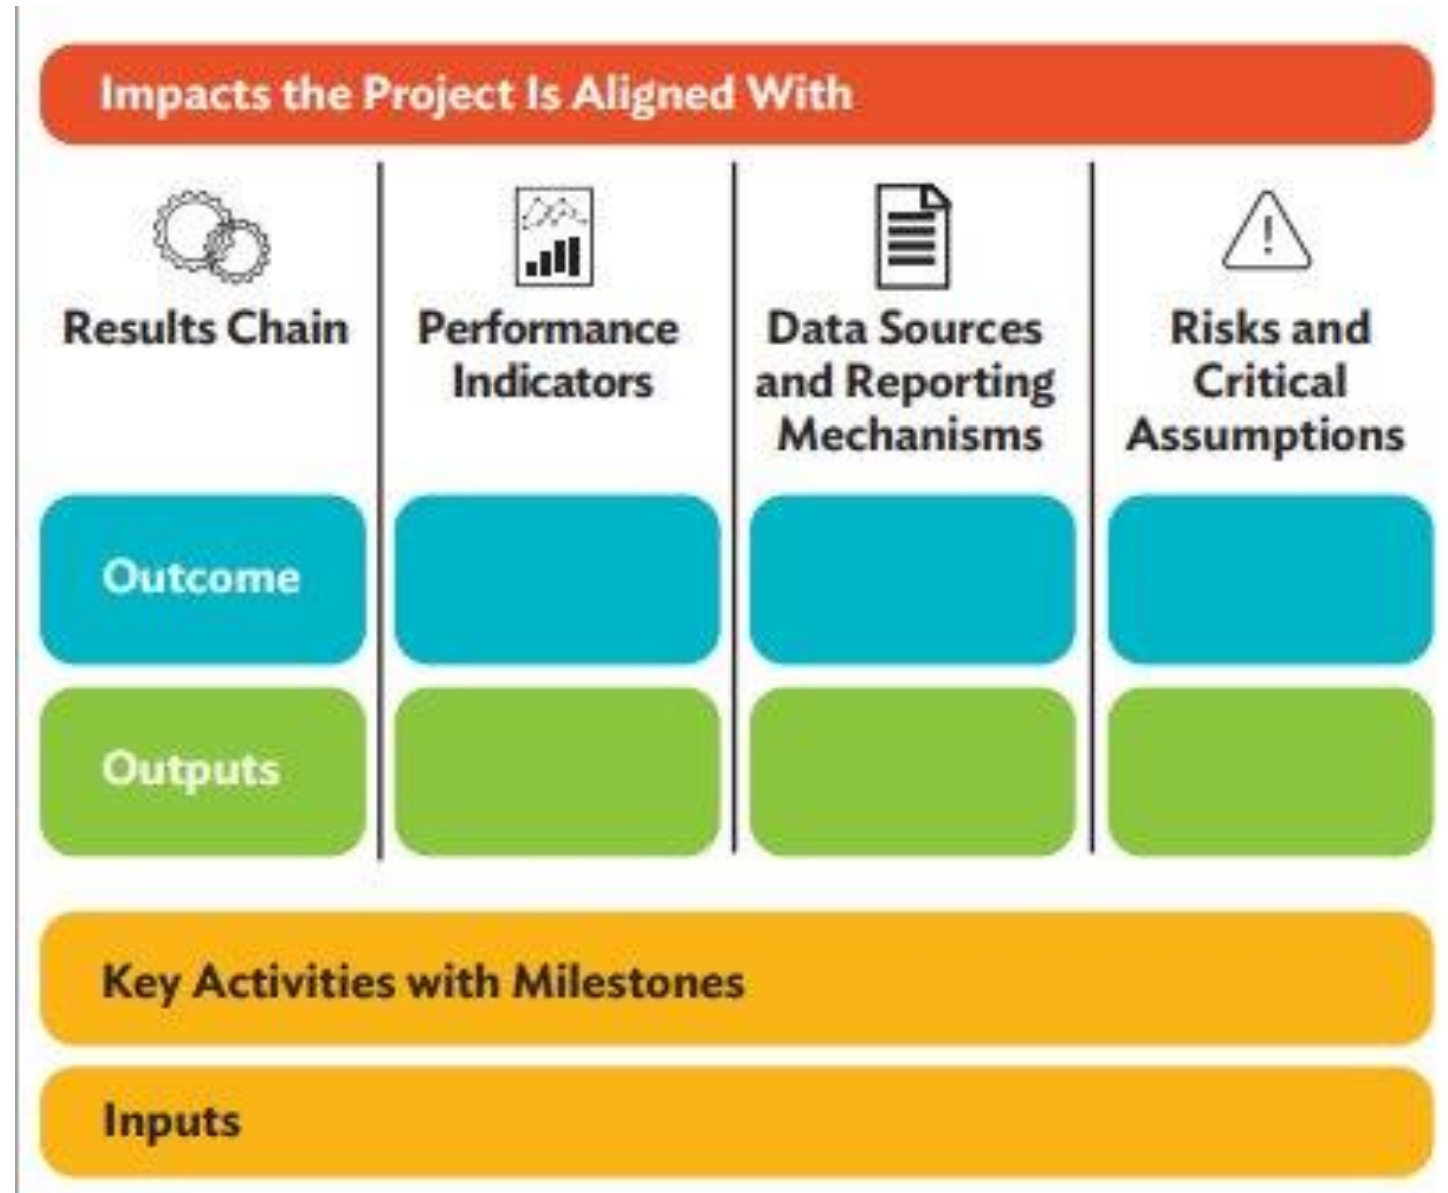 Impacts the Project Is Aligned With
Results Chain
Performance
Indicators
Data Sources
and Reporting
Mechanisms
Risks and
Critical
Assumptions
Outcome
Outputs
Key Activities with Milestones
Inputs